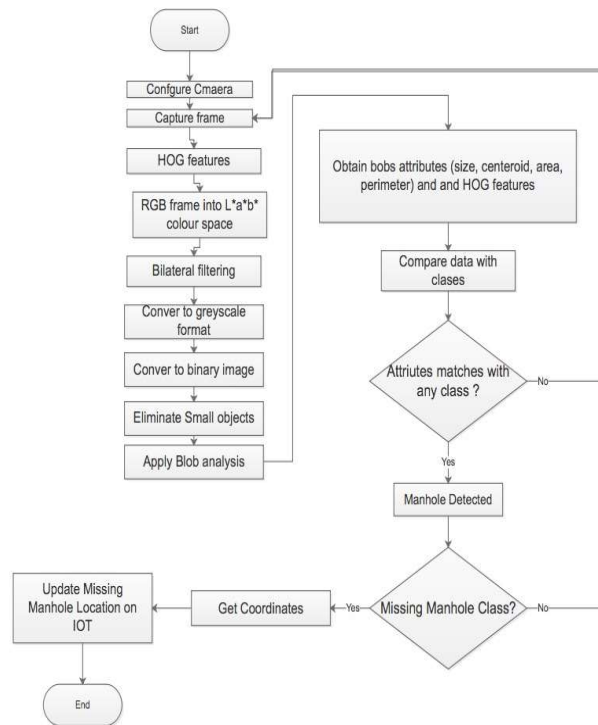 Start
Confgure Cmaera
Capture frame
HOG features
RGB frame into L*a*b*
colour space
Bilateral filtering
Conver to greyscale
format
Conver to binary image
Eliminate Small objects
Apply Blob analysis
Obtain bobs attributes (size, centeroid, area,
perimeter) and and HOG features
Compare data with
clases
Attriutes matches with
any class ?
No
Yes
Manhole Detected
Missing Manhole Class?
No
Yes
Get Coordinates
Update Missing
Manhole Location on
IOT
End